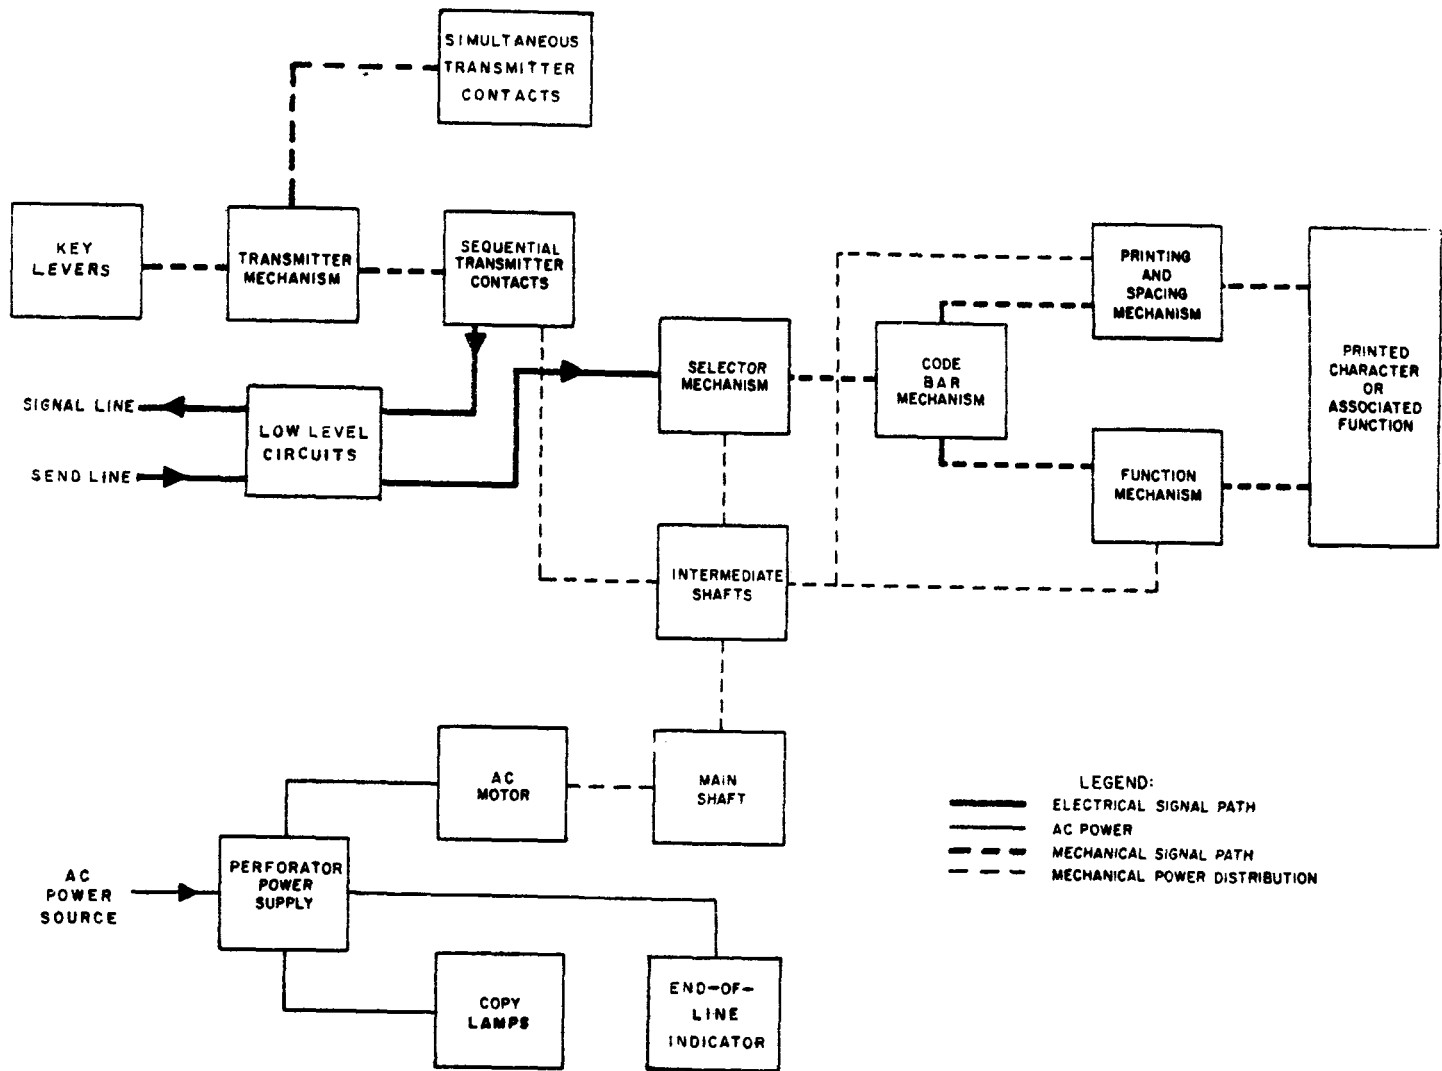 SIMULTANEOUS
TRANSMITTER
CONTACTS
KEY
LEVERS
TRANSMITTER
MECHANISM
SEQUENTIAL
TRANSMITTER
CONTACTS
PRINTING
AND
SPACING
MECHANISM
SELECTOR
MECHANISM
CODE
BAR
MECHANISM
PRINTED
CHARACTER
OR
ASSOCIATED
FUNCTION
SIGNAL LINE
SEND LINE
LOW LEVEL
CIRCUITS
FUNCTION
MECHANISM
INTERMEDIATE
SHAFTS
AC
MOTOR
MAIN
SHAFT
AC
POWER
SOURCE
PERFORATOR
POWER
SUPPLY
COPY
LAMPS
END-OF-
LINE
INDICATOR
LEGEND:
ELECTRICAL SIGNAL PATH
AC POWER
MECHANICAL SIGNAL PATH
MECHANICAL POWER DISTRIBUTION